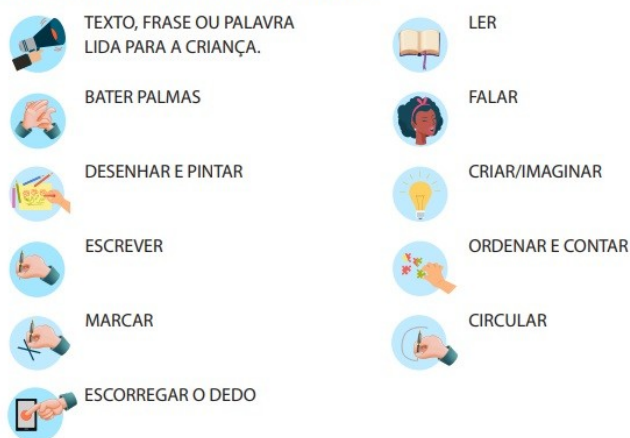 TEXTO, FRASE OU PALAVRA
LIDA PARA A CRIANÇA.
BATER PALMAS
DESENHAR E PINTAR
ESCREVER
MARCAR
ESCORREGAR O DEDO
LER
FALAR
CRIAR/IMAGINAR
ORDENAR E CONTAR
CIRCULAR